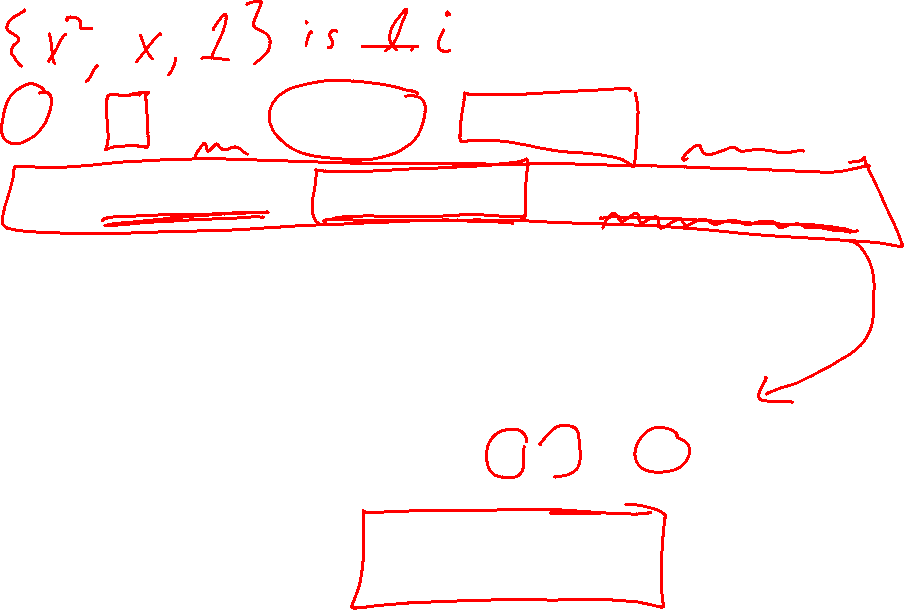 {x², x, 1} is l.i